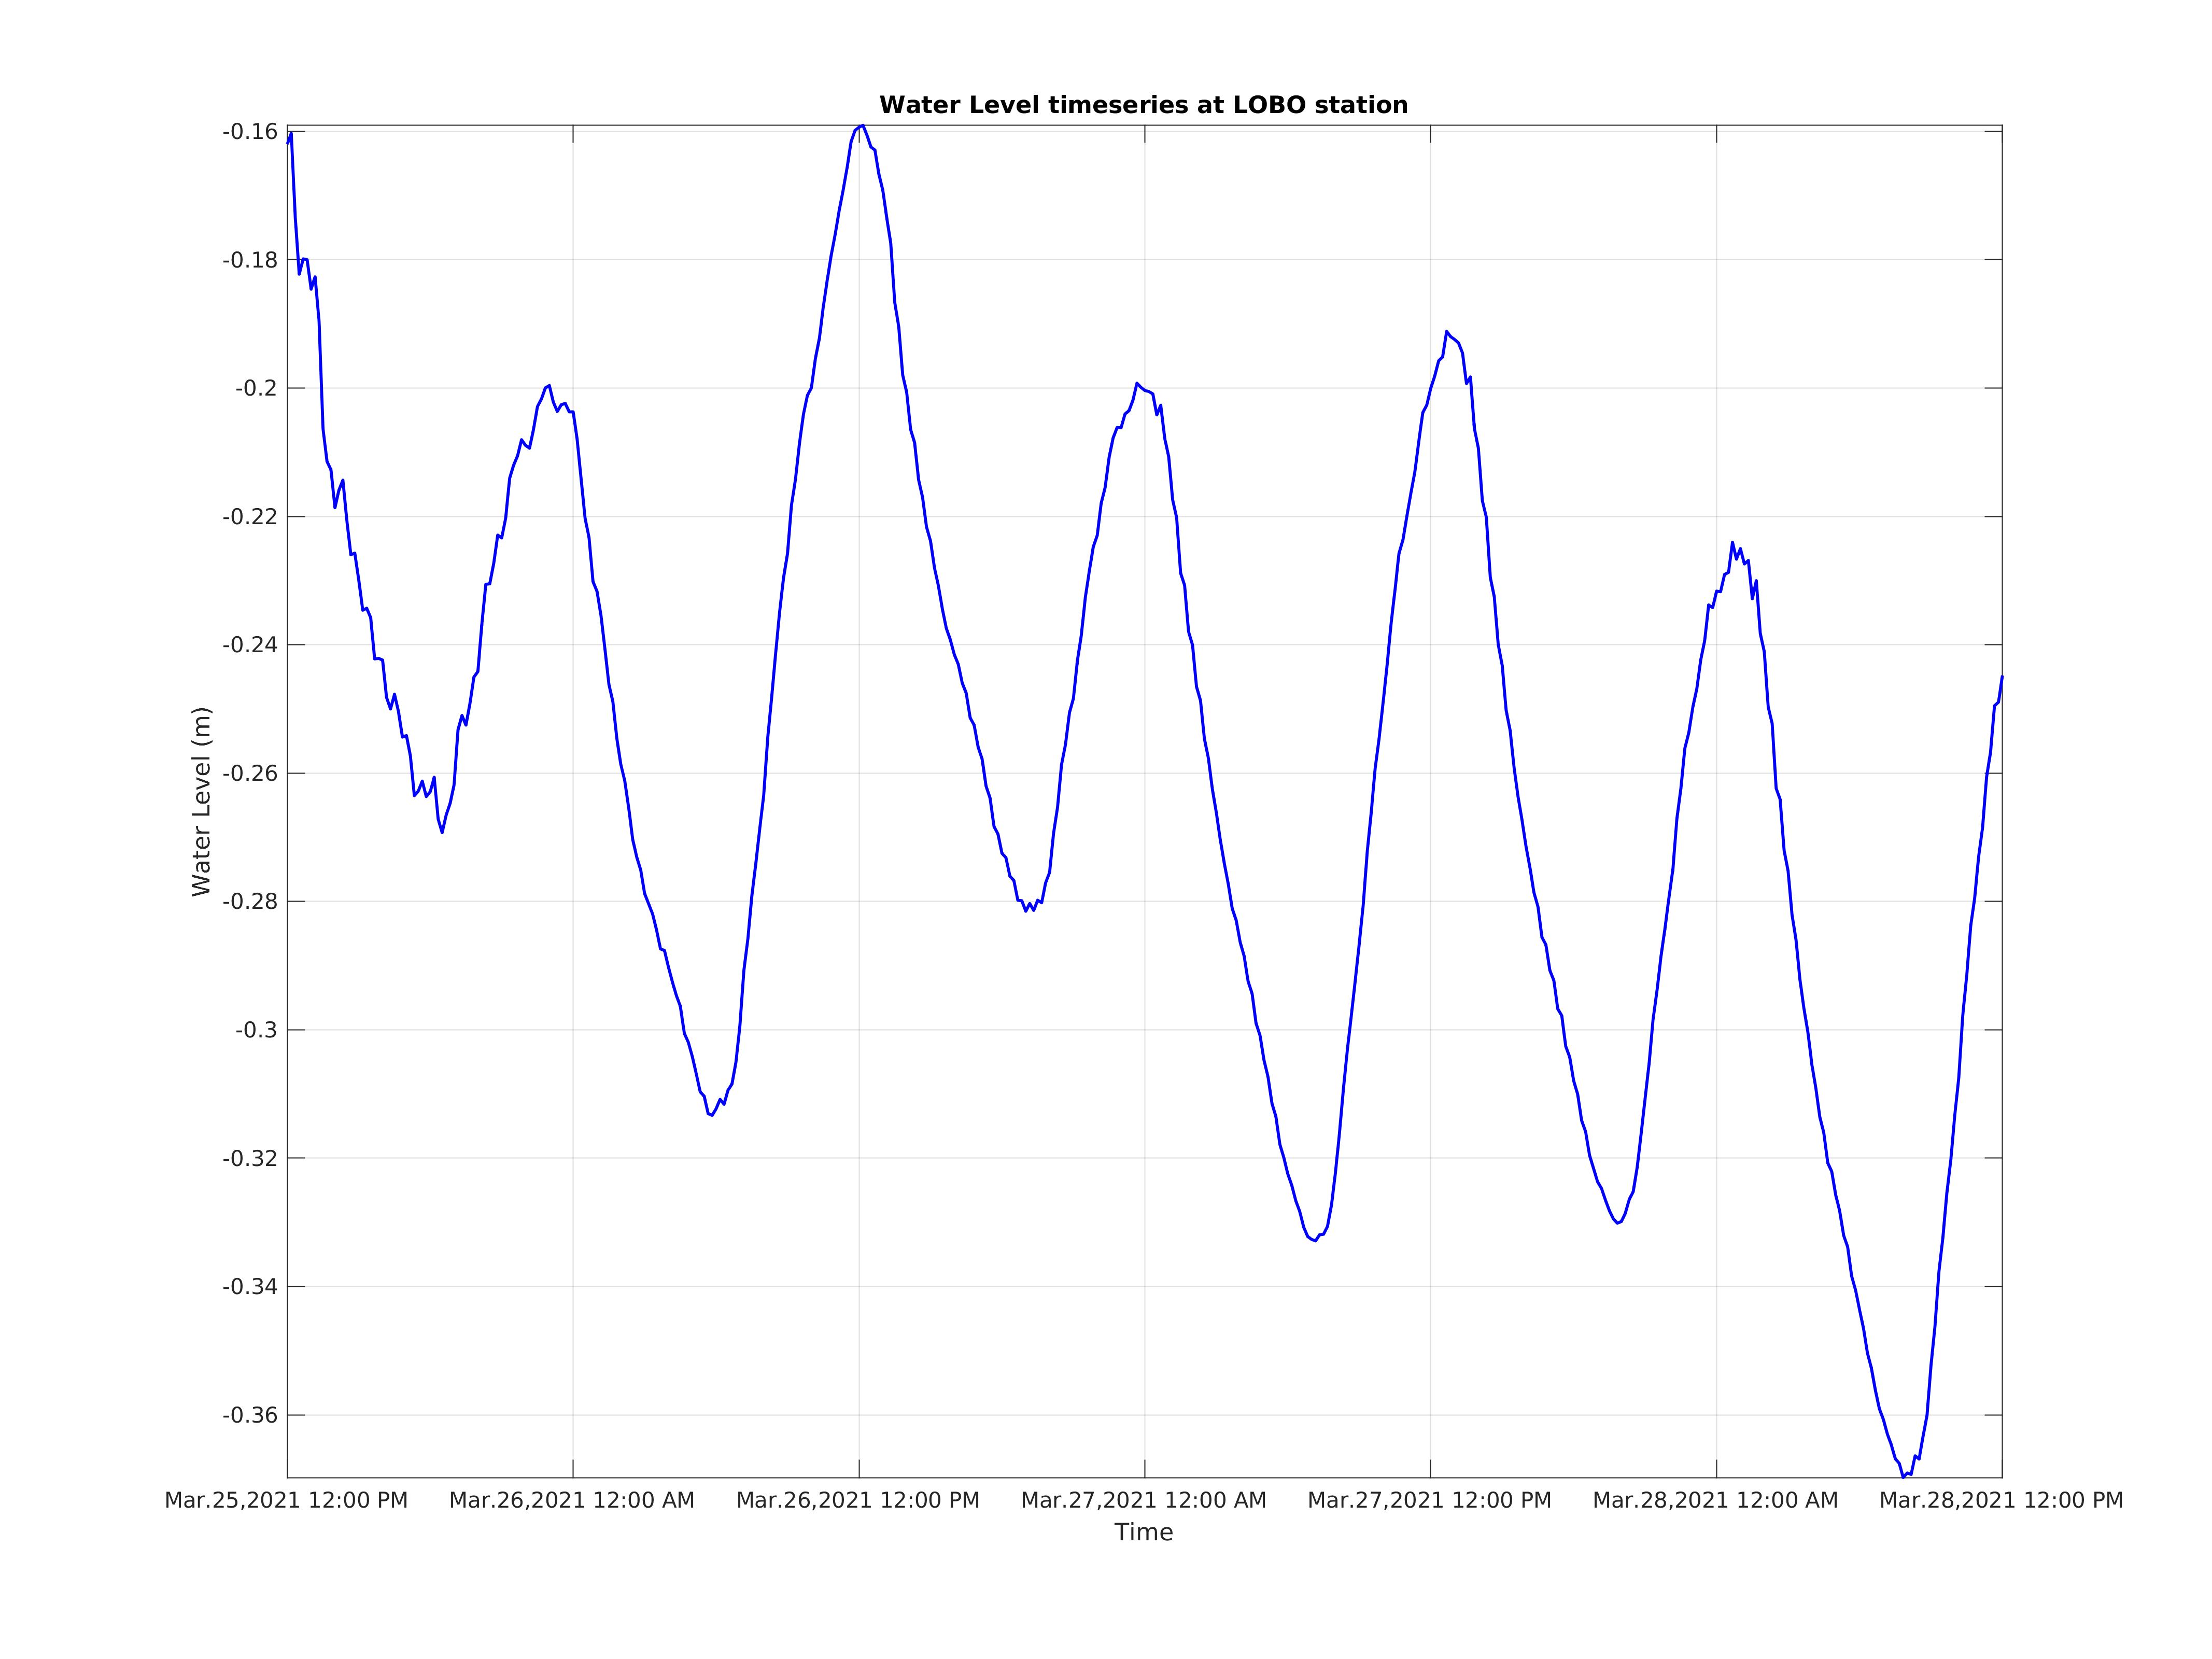 Water Level timeseries at LOBO station
-0.16
-0.18
-0.2
-0.22
-0.24
-0.26
-0.28
-0.3
-0.32
-0.34
-0.36
Water Level (m)
Mar.25,2021 12:00 PM Mar.26,2021 12:00 AM Mar.26,2021 12:00 PM Mar.27,2021 12:00 AM Mar.27,2021 12:00 PM Mar.28,2021 12:00 AM Mar.28,2021 12:00 PM
Time